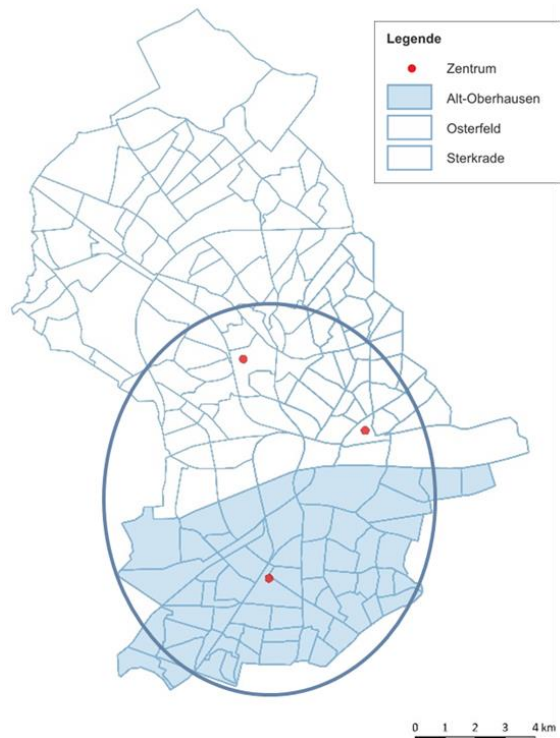 Legende
Zentrum
Alt-Oberhausen
Osterfeld
Sterkrade
0 1 2 3 4 km